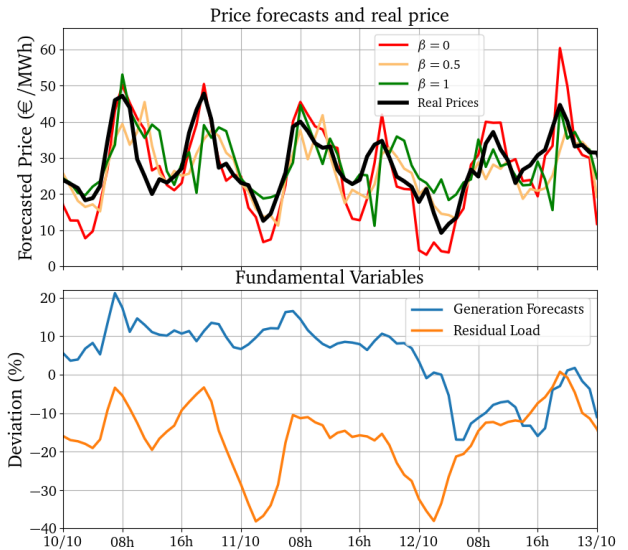 Price forecasts and real price
Forecasted Price (€/MWh)
60
50
40
30
20
10
0
β = 0
β = 0.5
β = 1
Real Prices
Fundamental Variables
Deviation (%)
20
10
0
−10
−20
−30
−40
Generation Forecasts
Residual Load
10/10 08h 16h 11/10 08h 16h 12/10 08h 16h 13/10